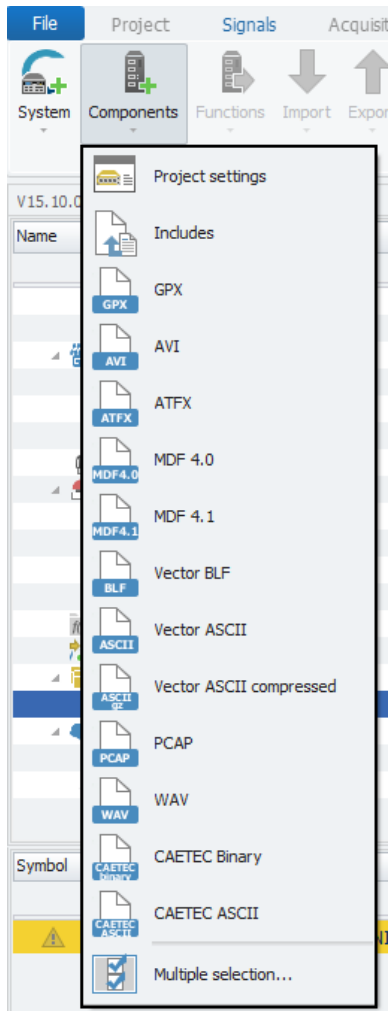 File Project Signals Acquisit
System Components Functions Import Expor
Project settings
V15.10.0
Name
Includes
GPX
GPX
AVI
AVI
ATFX
ATFX
MDF4.0
MDF 4.0
MDF4.1
MDF 4.1
BLF
Vector BLF
ASCII
Vector ASCII
ASCII
gz
Vector ASCII compressed
PCAP
PCAP
WAV
WAV
CAETEC
binary
CAETEC Binary
Symbol
CAETEC
ASCII
CAETEC ASCII
Multiple selection...